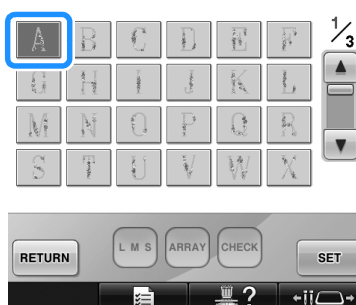 A B C D E F 1/3
G H I J K L
M N O P Q R
S T U V W X
RETURN L M S ARRAY CHECK SET
?